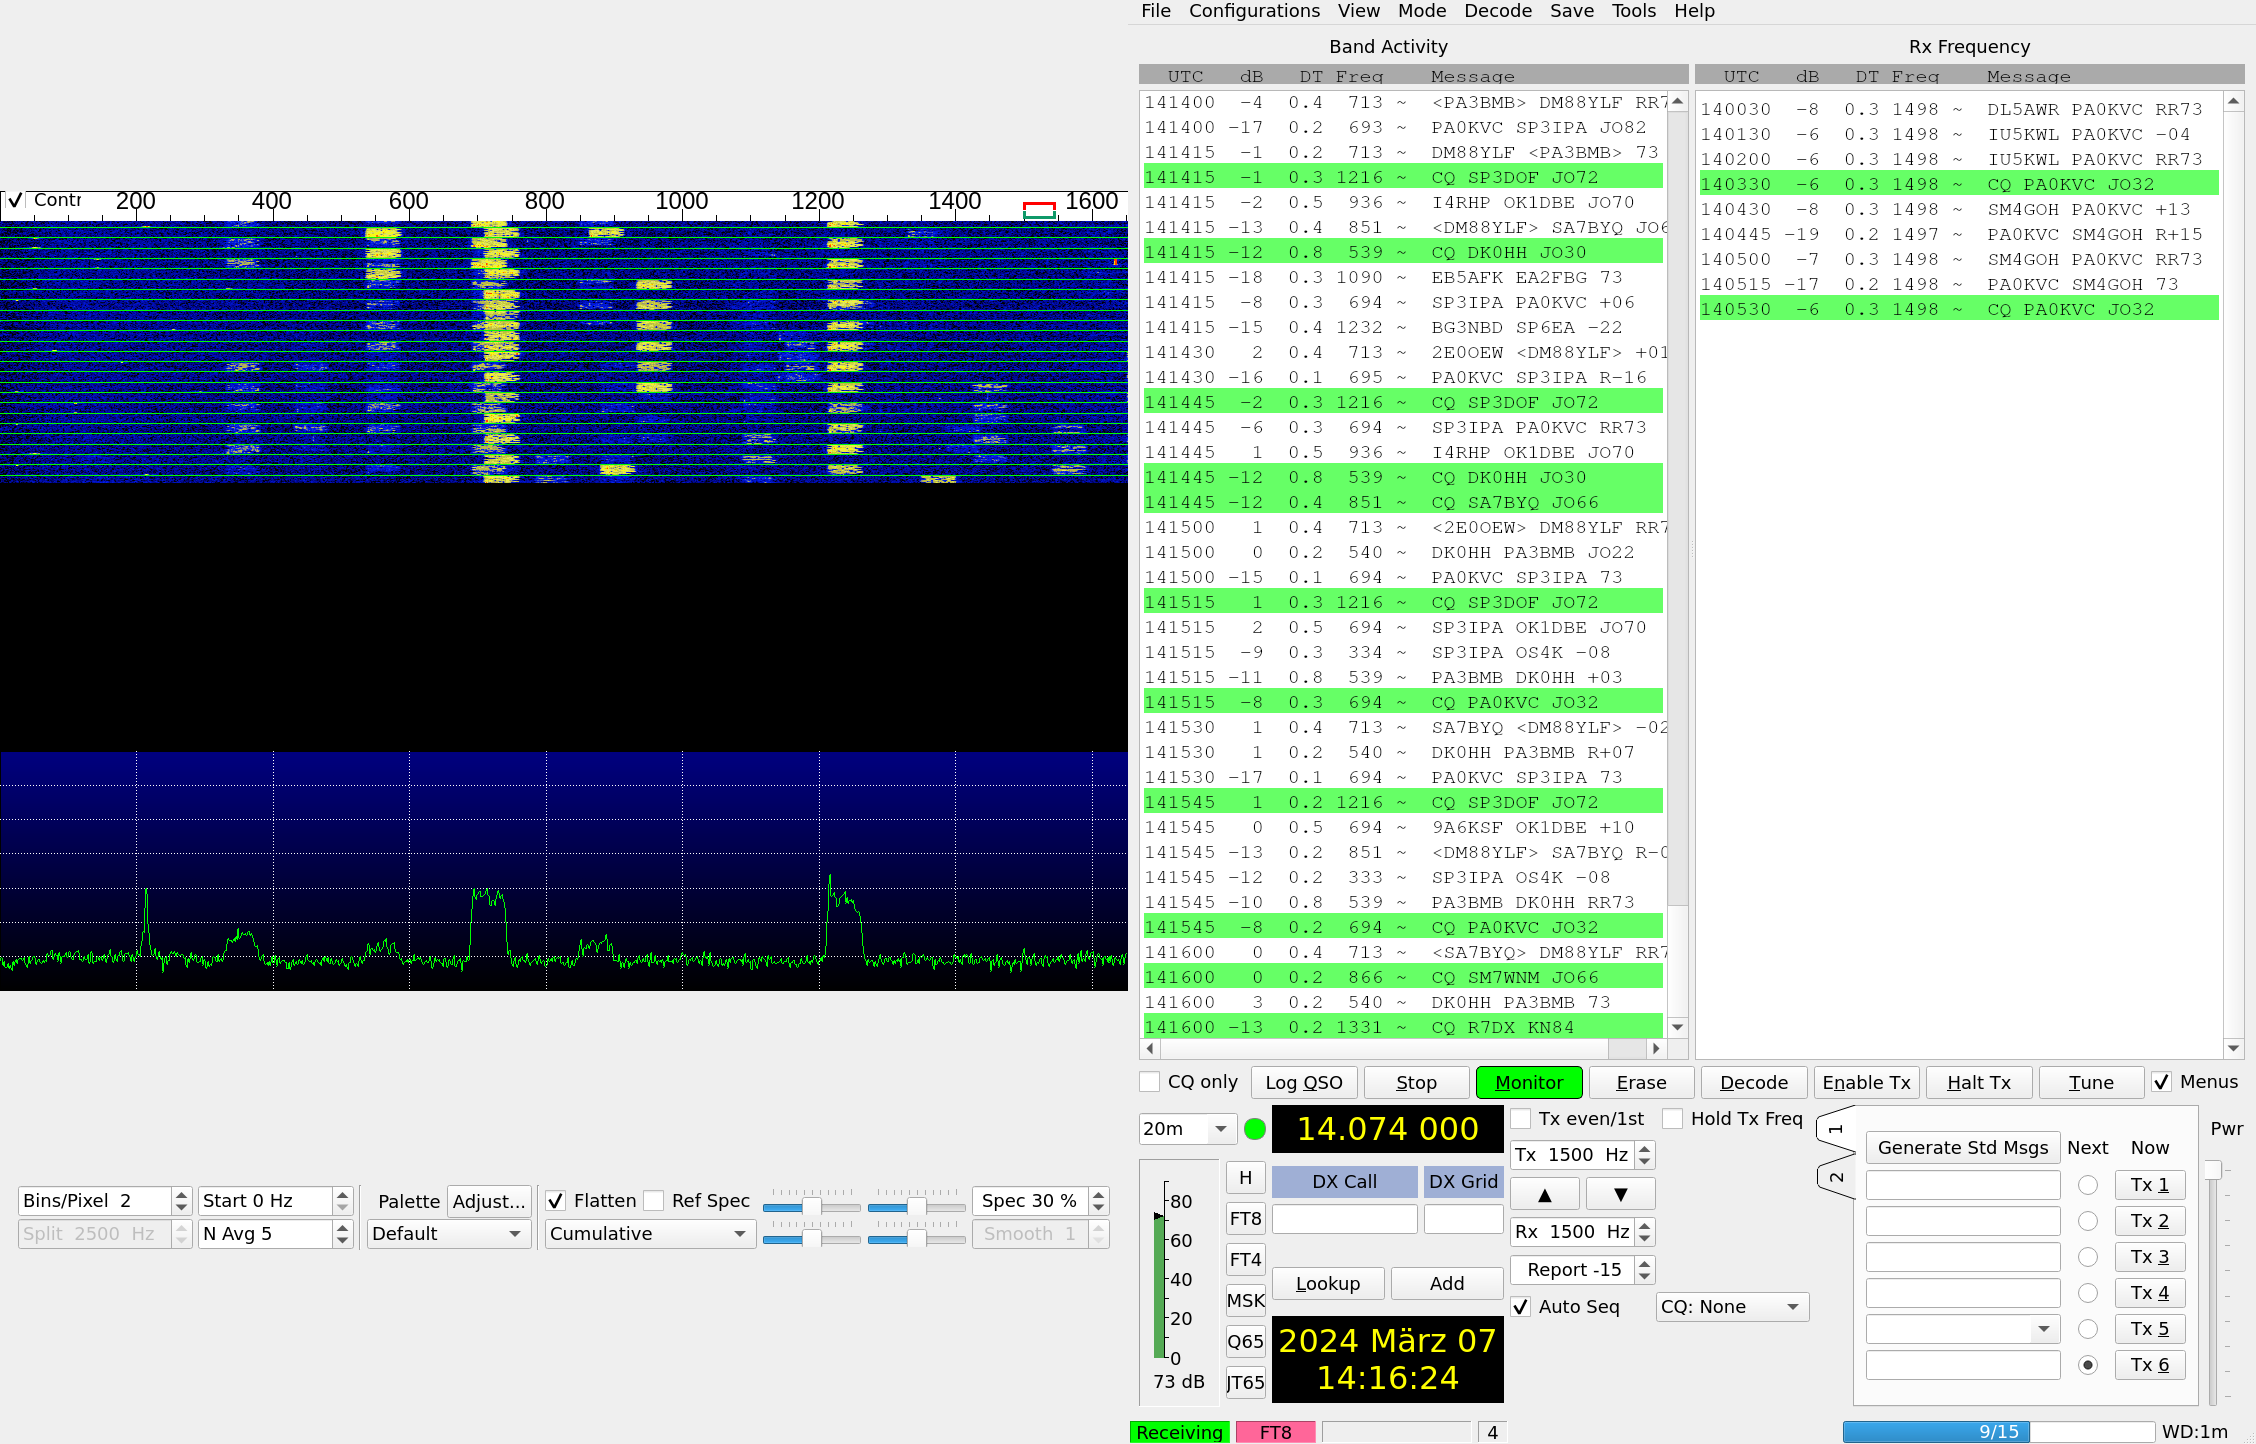 File Configurations View Mode Decode Save Tools Help
Band Activity
UTC dB DT Freq Message
141400 -4 0.4 713 ~ <PA3BMB> DM88YLF RR7
141400 -17 0.2 693 ~ PA0KVC SP3IPA JO82
141415 -1 0.2 713 ~ DM88YLF <PA3BMB> 73
141415 -1 0.3 1216 ~ CQ SP3DOF JO72
141415 -2 0.5 936 ~ I4RHP OK1DBE JO70
141415 -13 0.4 851 ~ <DM88YLF> SA7BYQ JO6
141415 -12 0.8 539 ~ CQ DK0HH JO30
141415 -18 0.3 1090 ~ EB5AFK EA2FBG 73
141415 -8 0.3 694 ~ SP3IPA PA0KVC +06
141415 -15 0.4 1232 ~ BG3NBD SP6EA -22
141430 2 0.4 713 ~ 2E0OEW <DM88YLF> +01
141430 -16 0.1 695 ~ PA0KVC SP3IPA R-16
141445 -2 0.3 1216 ~ CQ SP3DOF JO72
141445 -6 0.3 694 ~ SP3IPA PA0KVC RR73
141445 1 0.5 936 ~ I4RHP OK1DBE JO70
141445 -12 0.8 539 ~ CQ DK0HH JO30
141445 -12 0.4 851 ~ CQ SA7BYQ JO66
141500 1 0.4 713 ~ <2E0OEW> DM88YLF RR7
141500 0 0.2 540 ~ DK0HH PA3BMB JO22
141500 -15 0.1 694 ~ PA0KVC SP3IPA 73
141515 1 0.3 1216 ~ CQ SP3DOF JO72
141515 2 0.5 694 ~ SP3IPA OK1DBE JO70
141515 -9 0.3 334 ~ SP3IPA OS4K -08
141515 -11 0.8 539 ~ PA3BMB DK0HH +03
141515 -8 0.3 694 ~ CQ PA0KVC JO32
141530 1 0.4 713 ~ SA7BYQ <DM88YLF> -02
141530 1 0.2 540 ~ DK0HH PA3BMB R+07
141530 -17 0.1 694 ~ PA0KVC SP3IPA 73
141545 1 0.2 1216 ~ CQ SP3DOF JO72
141545 0 0.5 694 ~ 9A6KSF OK1DBE +10
141545 -13 0.2 851 ~ <DM88YLF> SA7BYQ R-0
141545 -12 0.2 333 ~ SP3IPA OS4K -08
141545 -10 0.8 539 ~ PA3BMB DK0HH RR73
141545 -8 0.2 694 ~ CQ PA0KVC JO32
141600 0 0.4 713 ~ <SA7BYQ> DM88YLF RR7
141600 0 0.2 866 ~ CQ SM7WNM JO66
141600 3 0.2 540 ~ DK0HH PA3BMB 73
141600 -13 0.2 1331 ~ CQ R7DX KN84
Rx Frequency
UTC dB DT Freq Message
140030 -8 0.3 1498 ~ DL5AWR PA0KVC RR73
140130 -6 0.3 1498 ~ IU5KWL PA0KVC -04
140200 -6 0.3 1498 ~ IU5KWL PA0KVC RR73
140330 -6 0.3 1498 ~ CQ PA0KVC JO32
140430 -8 0.3 1498 ~ SM4GOH PA0KVC +13
140445 -19 0.2 1497 ~ PA0KVC SM4GOH R+15
140500 -7 0.3 1498 ~ SM4GOH PA0KVC RR73
140515 -17 0.2 1498 ~ PA0KVC SM4GOH 73
140530 -6 0.3 1498 ~ CQ PA0KVC JO32
Contr 200 400 600 800 1000 1200 1400 1600
Bins/Pixel 2 Start 0 Hz Palette Adjust... Flatten Ref Spec Spec 30 %
Split 2500 Hz N Avg 5 Default Cumulative Smooth 1
CQ only Log QSO Stop Monitor Erase Decode Enable Tx Halt Tx Tune Menus
20m 14.074 000 Tx even/1st Hold Tx Freq
Tx 1500 Hz
DX Call DX Grid
Rx 1500 Hz
Report -15
Lookup Add
Auto Seq CQ: None
2024 März 07
14:16:24
H
FT8
FT4
MSK
Q65
JT65
80
60
40
20
0
73 dB
1
2
Generate Std Msgs Next Now Pwr
Tx 1
Tx 2
Tx 3
Tx 4
Tx 5
Tx 6
Receiving FT8 4 9/15 WD:1m